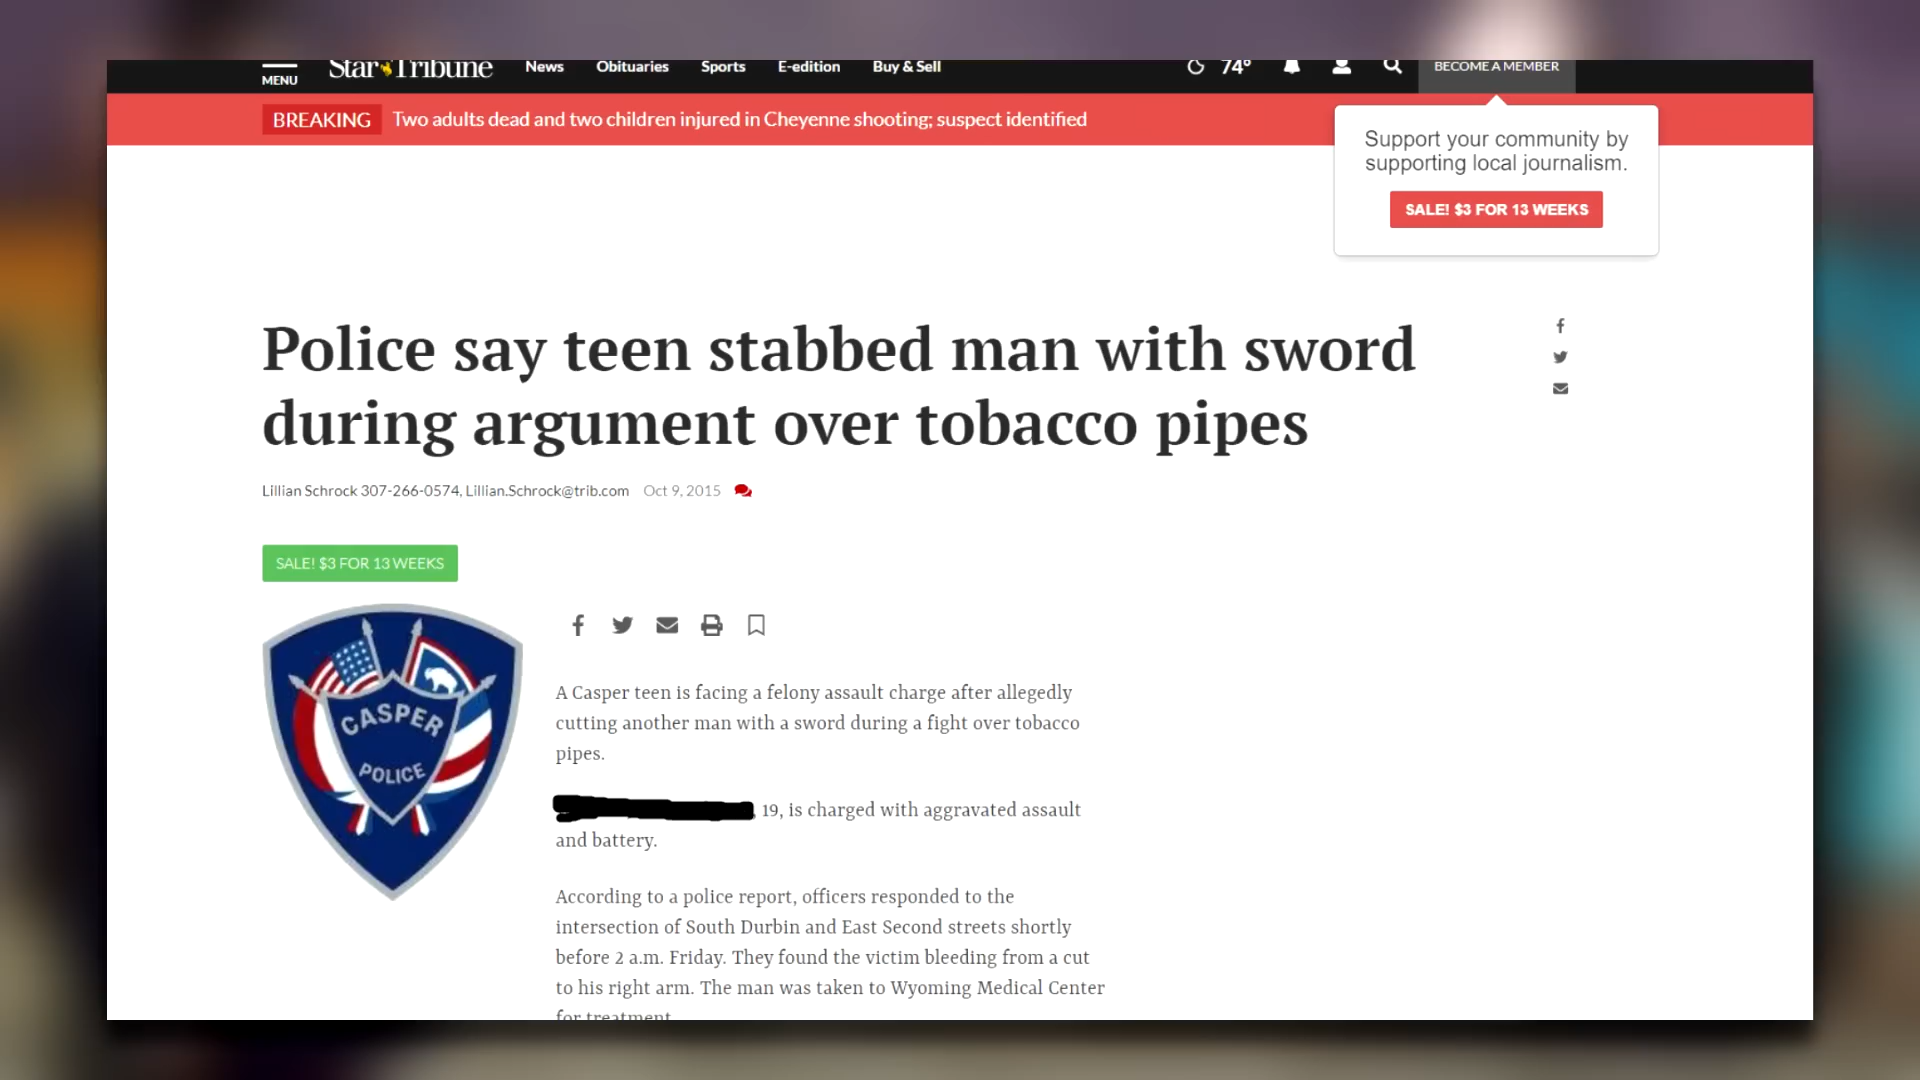 MENU
Star Tribune
News
Obituaries
Sports
E-edition
Buy & Sell
74°
BECOME A MEMBER
BREAKING
Two adults dead and two children injured in Cheyenne shooting; suspect identified
Support your community by
supporting local journalism.
SALE! $3 FOR 13 WEEKS
Police say teen stabbed man with sword
during argument over tobacco pipes
Lillian Schrock 307-266-0574, Lillian.Schrock@trib.com Oct 9, 2015
SALE! $3 FOR 13 WEEKS
CASPER
POLICE
A Casper teen is facing a felony assault charge after allegedly
cutting another man with a sword during a fight over tobacco
pipes.
, 19, is charged with aggravated assault
and battery.
According to a police report, officers responded to the
intersection of South Durbin and East Second streets shortly
before 2 a.m. Friday. They found the victim bleeding from a cut
to his right arm. The man was taken to Wyoming Medical Center
for treatment.